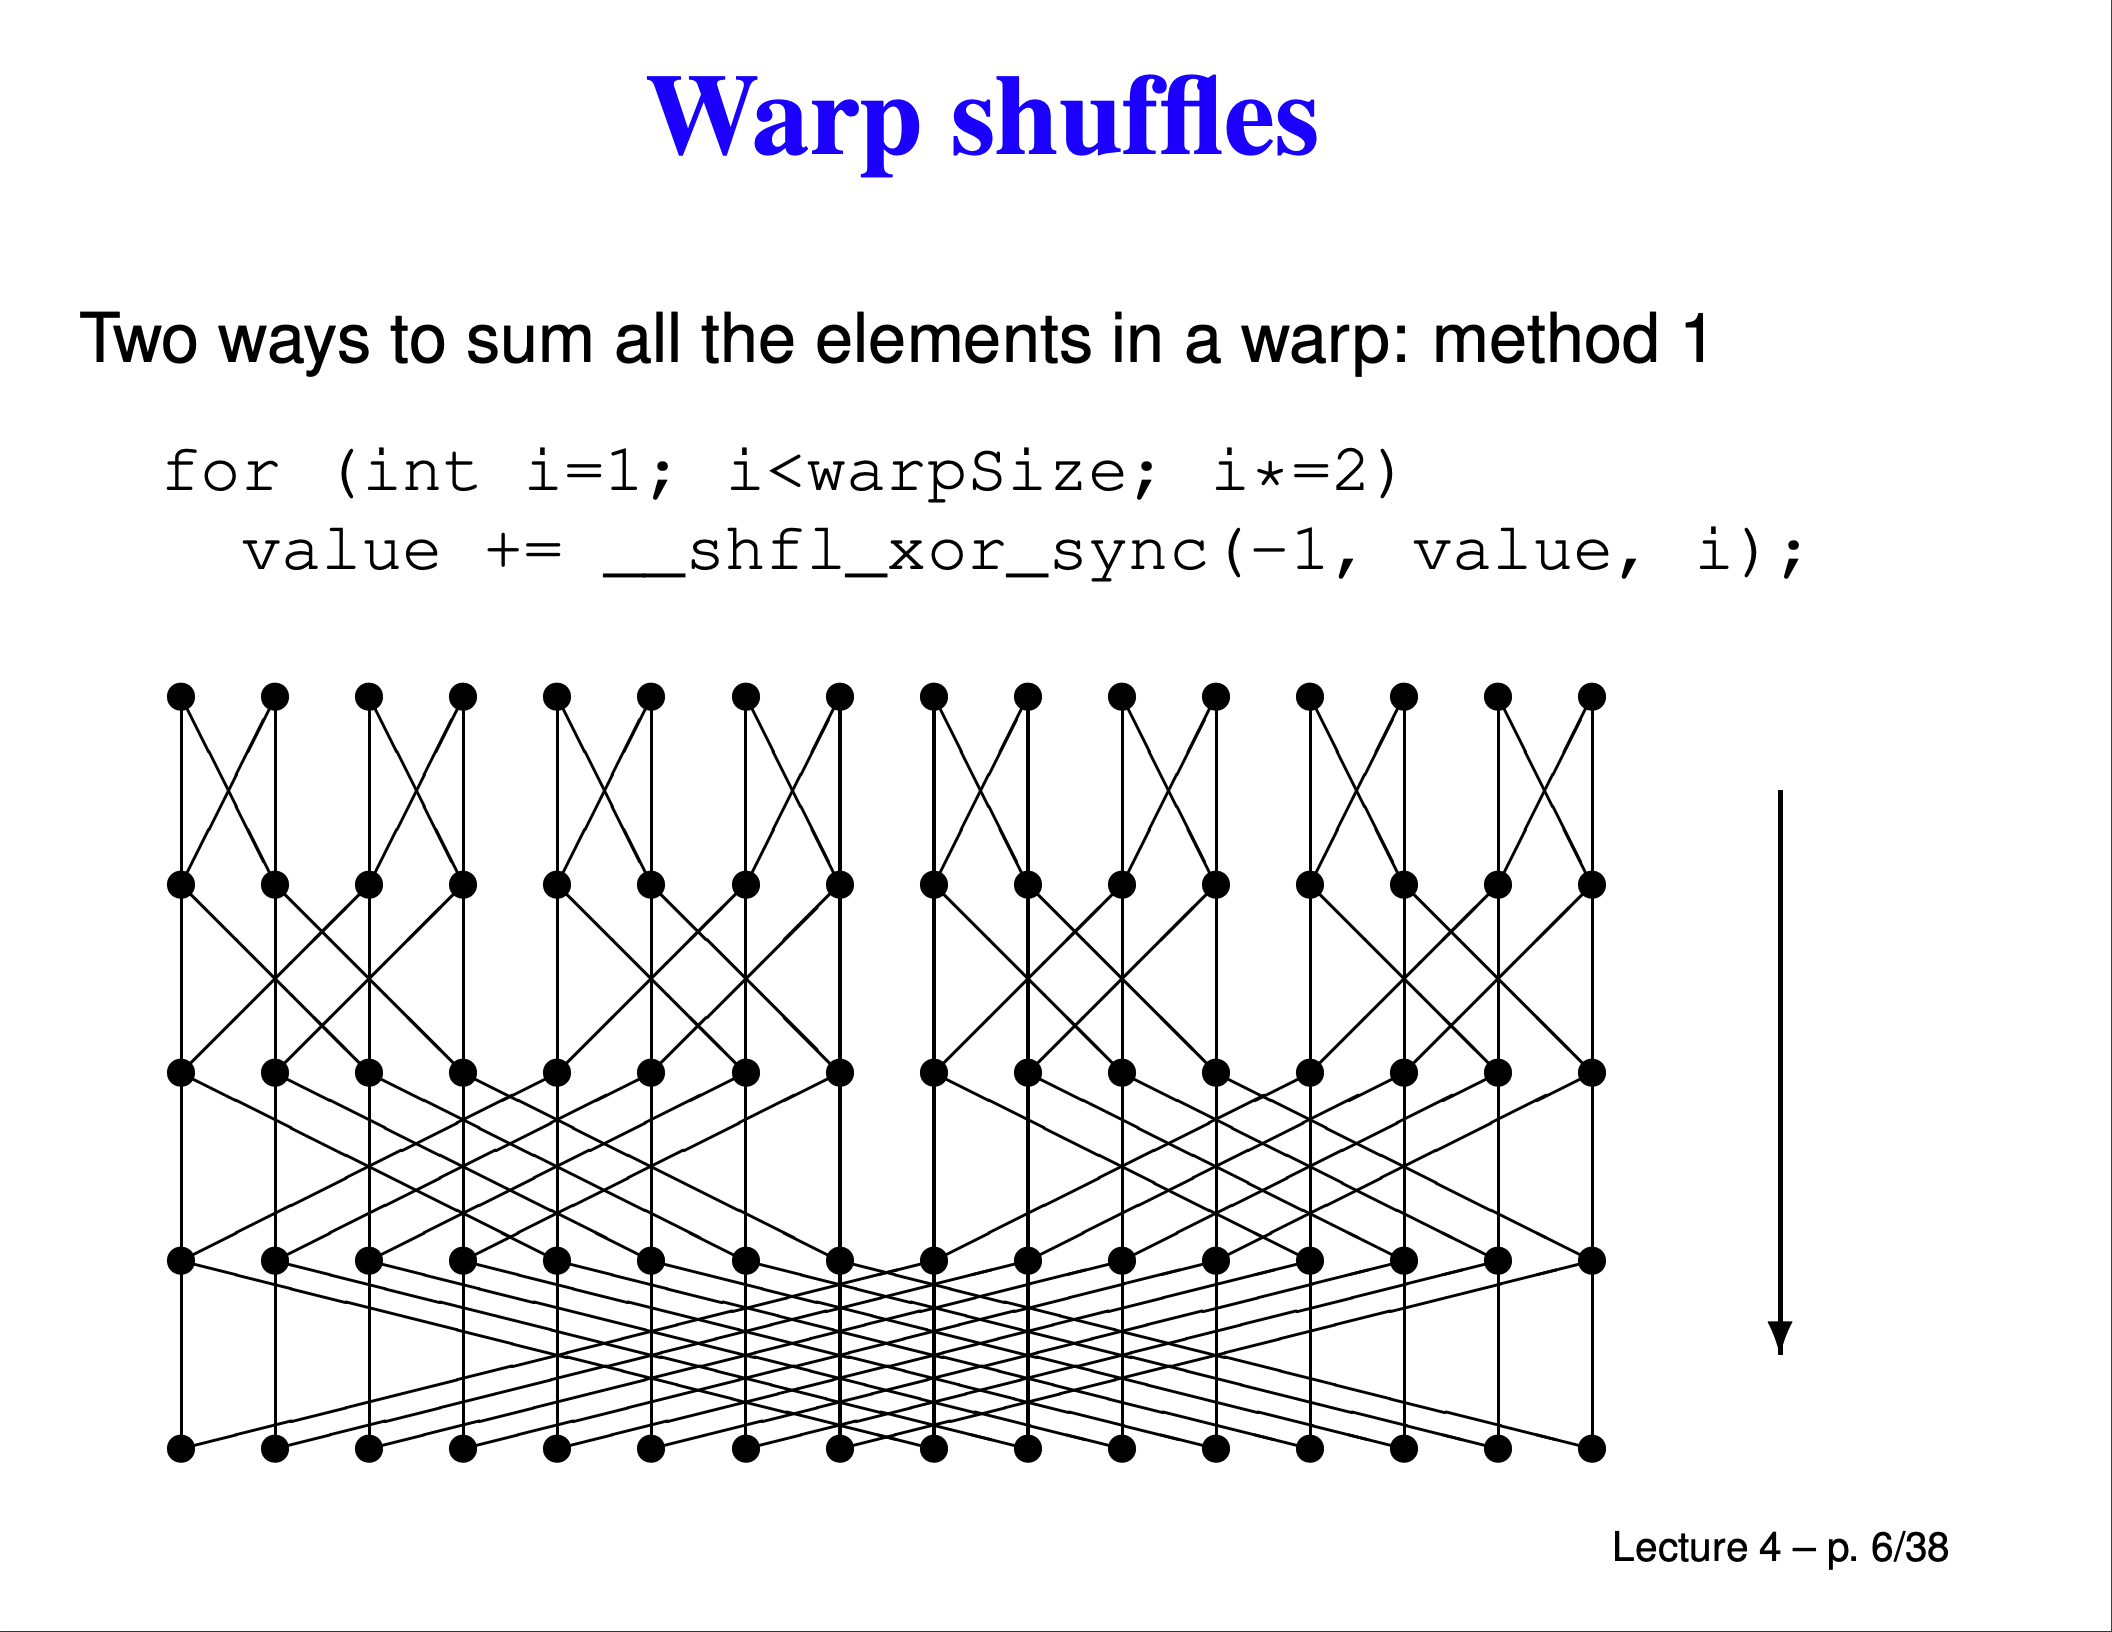 Warp shuffles
Two ways to sum all the elements in a warp: method 1
for (int i=1; i<warpSize; i*=2)
value += __shfl_xor_sync(-1, value, i);
Lecture 4 – p. 6/38